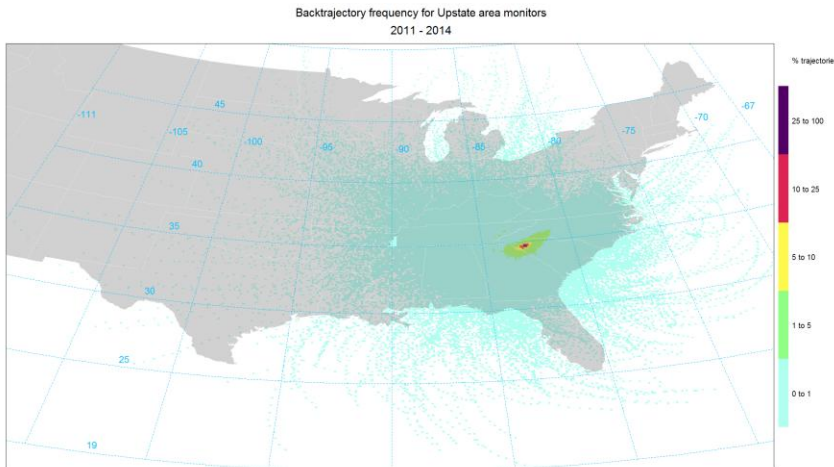 Backtrajectory frequency for Upstate area monitors
2011 - 2014
% trajectorie
-67
-70
45
-111
-105
-75
-100
-95
-90
-85
-80
40
35
30
25
19
25 to 100
10 to 25
5 to 10
1 to 5
0 to 1